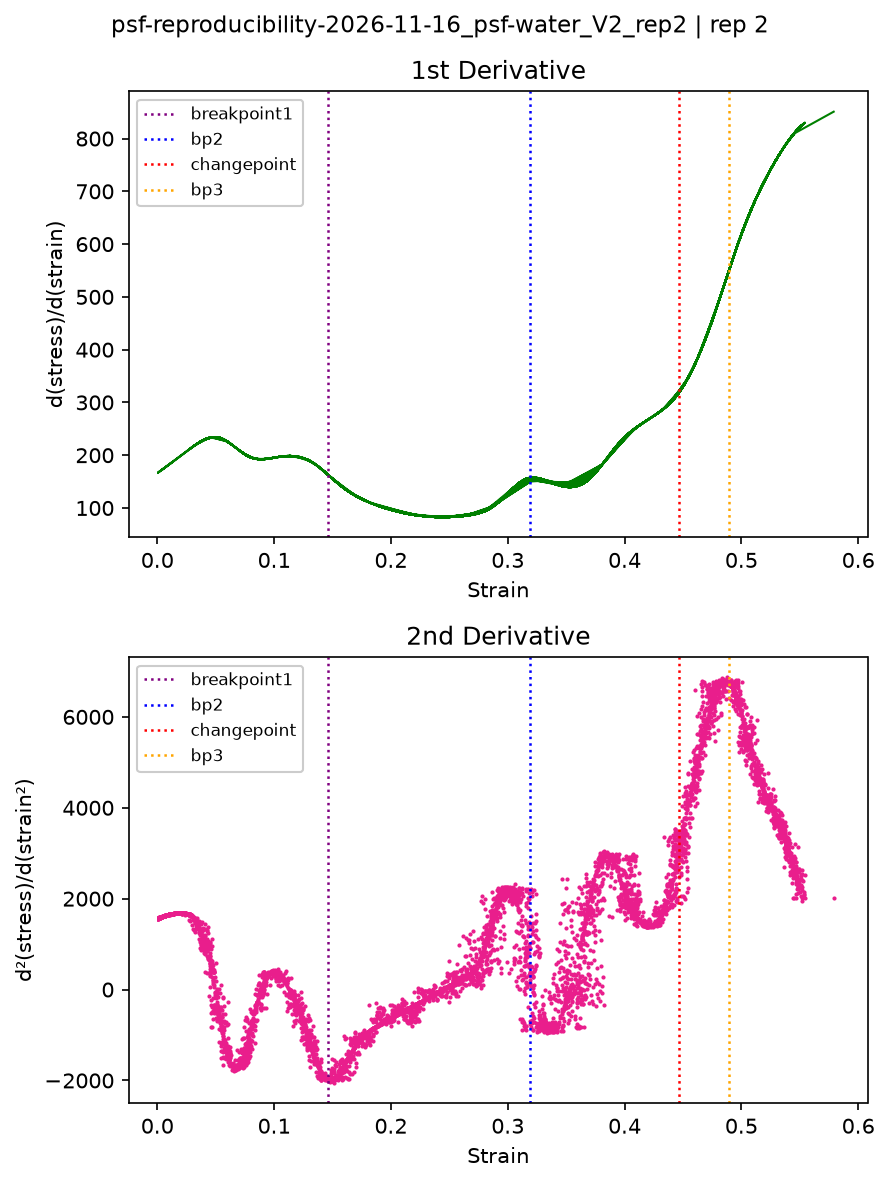 psf-reproducibility-2026-11-16_psf-water_V2_rep2 | rep 2
1st Derivative
breakpoint1
bp2
changepoint
bp3
d(stress)/d(strain)
800
700
600
500
400
300
200
100
0.0 0.1 0.2 0.3 0.4 0.5 0.6
Strain
2nd Derivative
breakpoint1
bp2
changepoint
bp3
d²(stress)/d(strain²)
6000
4000
2000
0
−2000
0.0 0.1 0.2 0.3 0.4 0.5 0.6
Strain